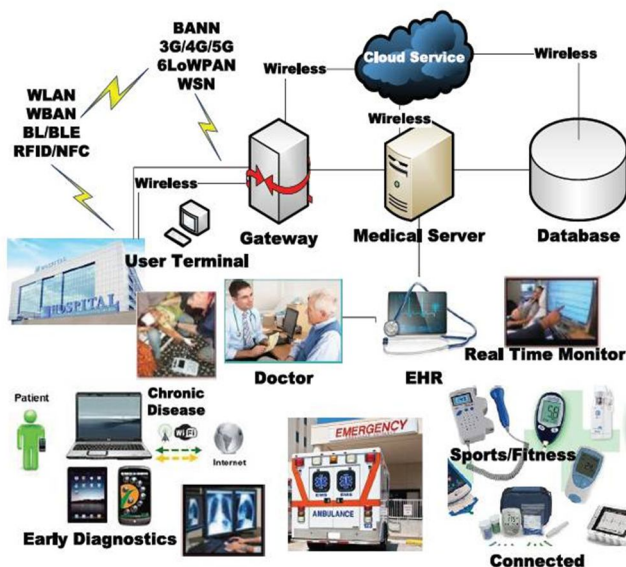 BANN
3G/4G/5G
6LoWPAN
WSN
Cloud Service
Wireless
Wireless
WLAN
WBAN
BL/BLE
RFID/NFC
Wireless
Gateway
Medical Server
Database
User Terminal
HOSPITAL
Doctor
EHR
Real Time Monitor
Patient
Chronic
Disease
WiFi
Internet
EMERGENCY
AMBULANCE
Sports/Fitness
Early Diagnostics
Connected